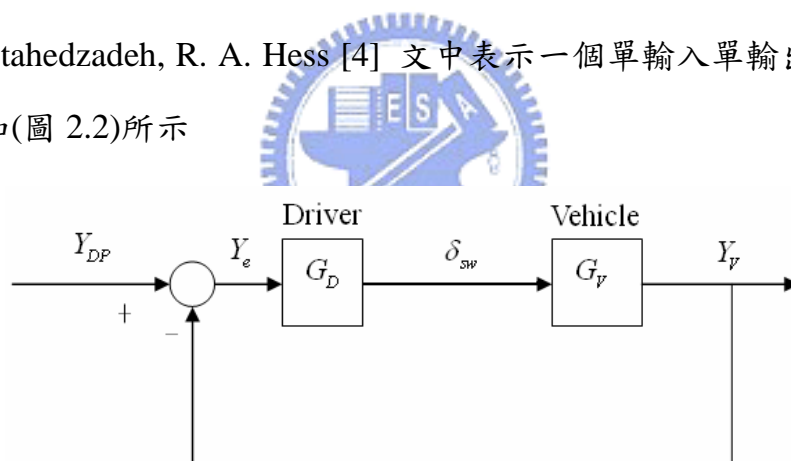 tahedzadeh, R. A. Hess [4] 文中表示一個單輸入單輸出
(圖 2.2)所示
E S A
Driver Vehicle
Y_DP Y_e G_D δ_sw G_V Y_V
+
−